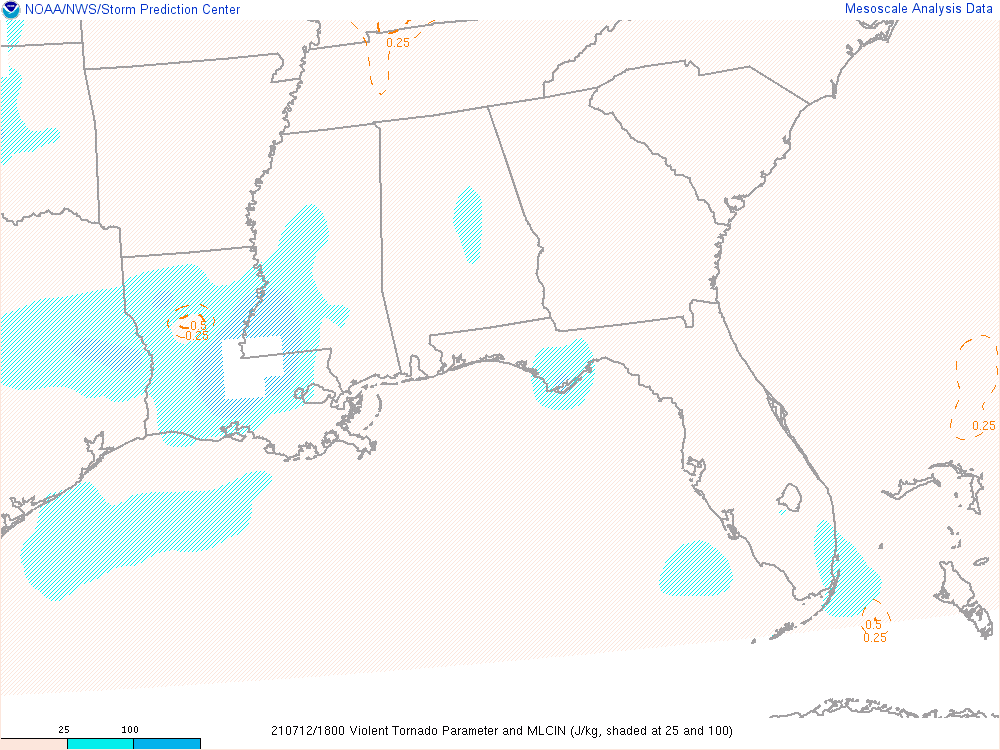 NOAA/NWS/Storm Prediction Center
Mesoscale Analysis Data
0.25
0.5
0.25
0.25
0.5
0.25
25 100
210712/1800 Violent Tornado Parameter and MLCIN (J/kg, shaded at 25 and 100)